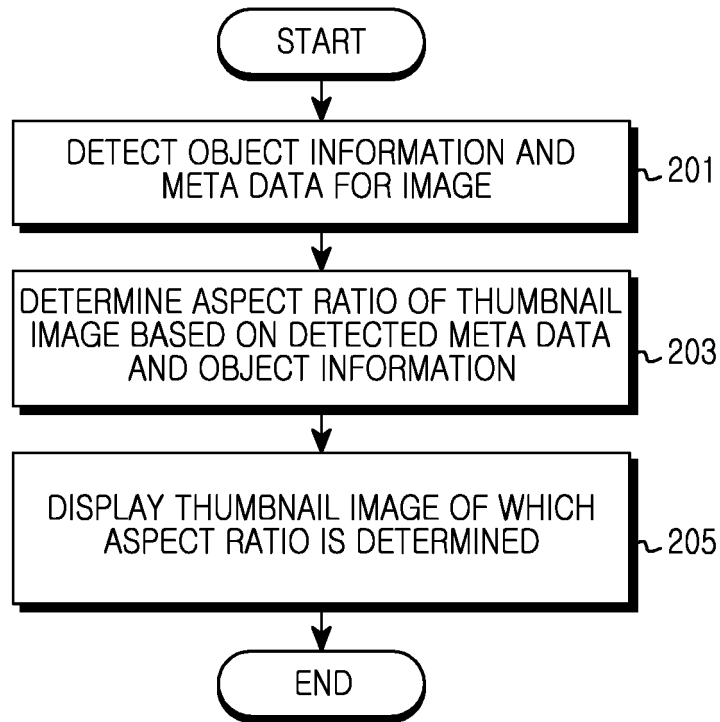 START
DETECT OBJECT INFORMATION AND
META DATA FOR IMAGE
201
DETERMINE ASPECT RATIO OF THUMBNAIL
IMAGE BASED ON DETECTED META DATA
AND OBJECT INFORMATION
203
DISPLAY THUMBNAIL IMAGE OF WHICH
ASPECT RATIO IS DETERMINED
205
END